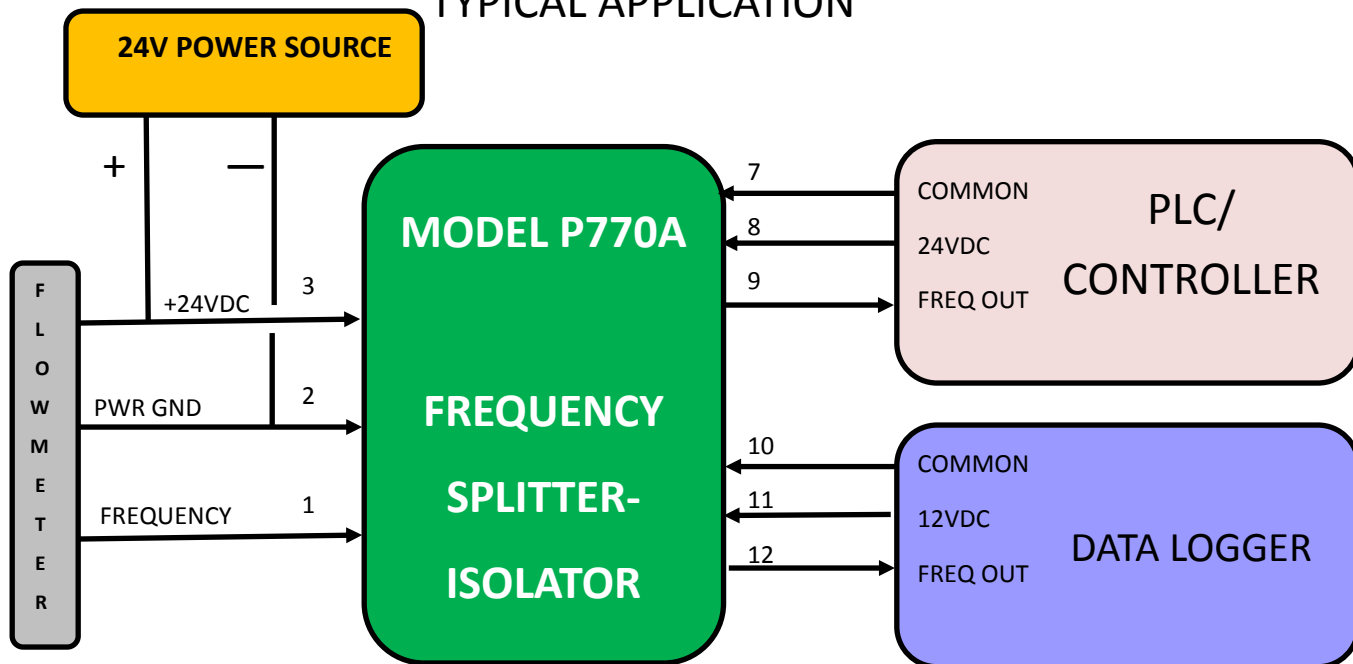 TYPICAL APPLICATION
24V POWER SOURCE
+
—
FLOWMETER
+24VDC
3
PWR GND
2
FREQUENCY
1
MODEL P770A
FREQUENCY
SPLITTER-
ISOLATOR
7
8
9
COMMON
24VDC
FREQ OUT
PLC/
CONTROLLER
10
11
12
COMMON
12VDC
FREQ OUT
DATA LOGGER